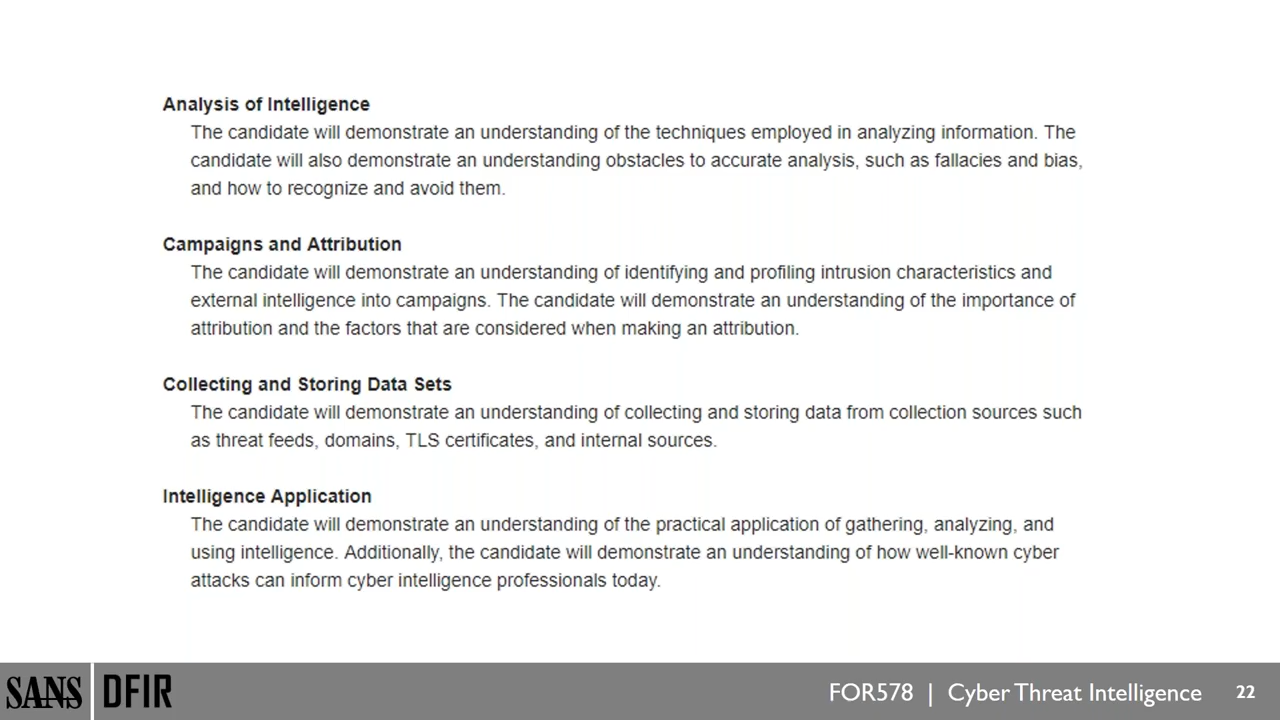 Analysis of Intelligence
The candidate will demonstrate an understanding of the techniques employed in analyzing information. The
candidate will also demonstrate an understanding obstacles to accurate analysis, such as fallacies and bias,
and how to recognize and avoid them.
Campaigns and Attribution
The candidate will demonstrate an understanding of identifying and profiling intrusion characteristics and
external intelligence into campaigns. The candidate will demonstrate an understanding of the importance of
attribution and the factors that are considered when making an attribution.
Collecting and Storing Data Sets
The candidate will demonstrate an understanding of collecting and storing data from collection sources such
as threat feeds, domains, TLS certificates, and internal sources.
Intelligence Application
The candidate will demonstrate an understanding of the practical application of gathering, analyzing, and
using intelligence. Additionally, the candidate will demonstrate an understanding of how well-known cyber
attacks can inform cyber intelligence professionals today.
SANS DFIR FOR578 | Cyber Threat Intelligence 22